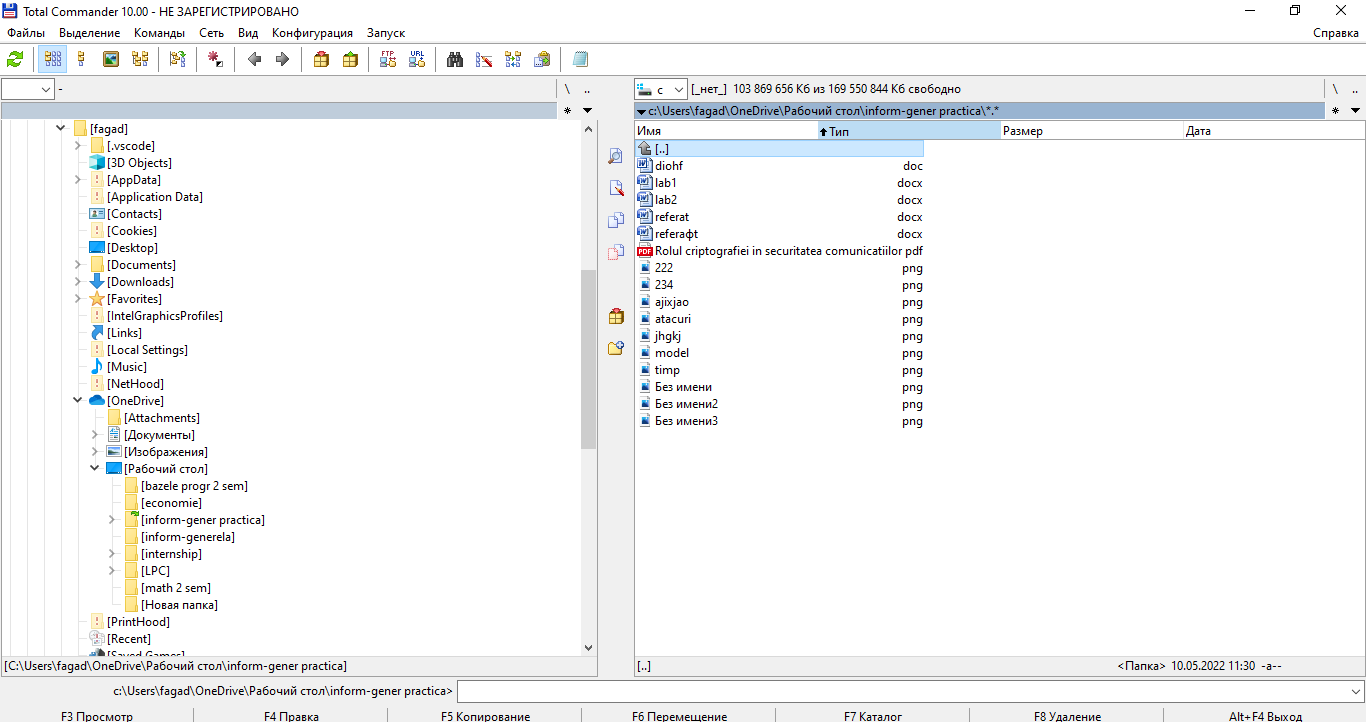 Total Commander 10.00 - НЕ ЗАРЕГИСТРИРОВАНО
Файлы Выделение Команды Сеть Вид Конфигурация Запуск Справка
FTP URL
- \ ..
* 
[fagad]
[.vscode]
[3D Objects]
[AppData]
[Application Data]
[Contacts]
[Cookies]
[Desktop]
[Documents]
[Downloads]
[Favorites]
[IntelGraphicsProfiles]
[Links]
[Local Settings]
[Music]
[NetHood]
[OneDrive]
[Attachments]
[Документы]
[Изображения]
[Рабочий стол]
[bazele progr 2 sem]
[economie]
[inform-gener practica]
[inform-generela]
[internship]
[LPC]
[math 2 sem]
[Новая папка]
[PrintHood]
[Recent]
[Saved Games]
[C:\Users\fagad\OneDrive\Рабочий стол\inform-gener practica]
c [_нет_] 103 869 656 Кб из 169 550 844 Кб свободно \ ..
c:\Users\fagad\OneDrive\Рабочий стол\inform-gener practica\*.* *
Имя Тип Размер Дата
[..]
diohf doc
lab1 docx
lab2 docx
referat docx
referaфt docx
PDF Rolul criptografiei in securitatea comunicatiilor pdf
222 png
234 png
ajixjao png
atacuri png
jhgkj png
model png
timp png
Без имени png
Без имени2 png
Без имени3 png
[..] <Папка> 10.05.2022 11:30 -a--
c:\Users\fagad\OneDrive\Рабочий стол\inform-gener practica>
F3 Просмотр F4 Правка F5 Копирование F6 Перемещение F7 Каталог F8 Удаление Alt+F4 Выход